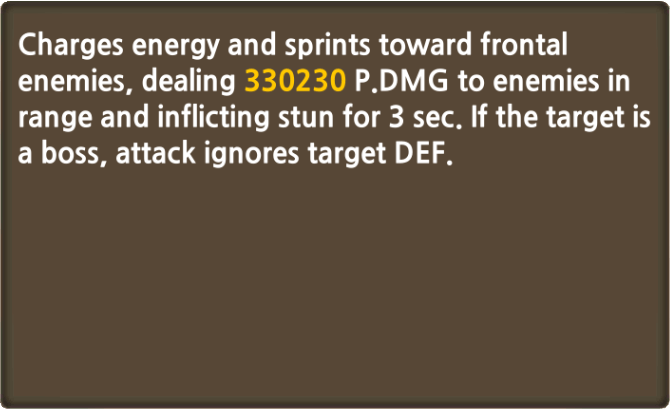 Charges energy and sprints toward frontal
enemies, dealing 330230 P.DMG to enemies in
range and inflicting stun for 3 sec. If the target is
a boss, attack ignores target DEF.